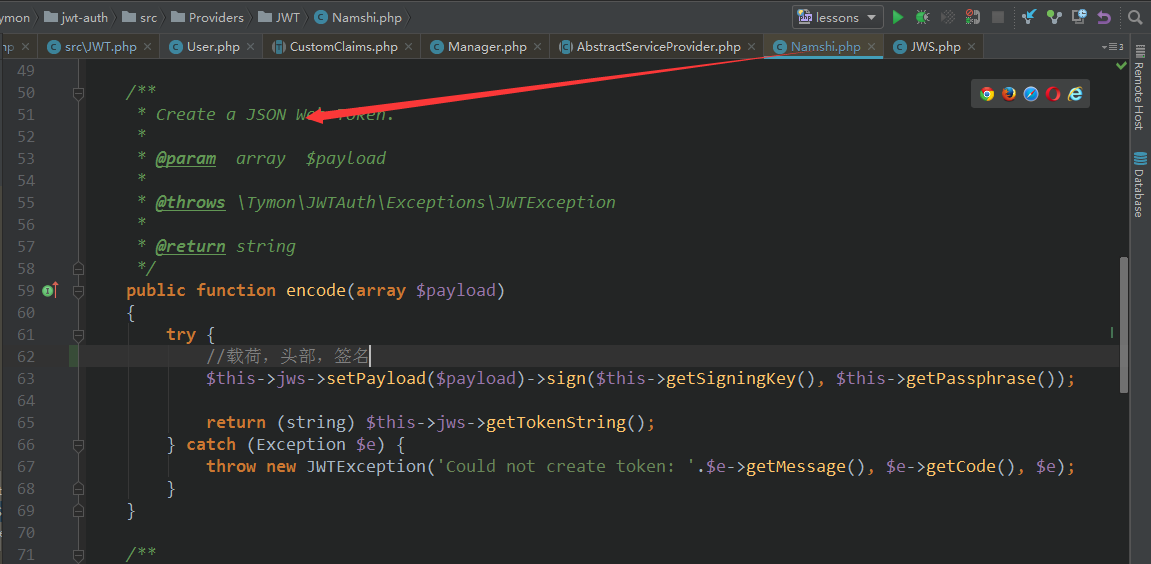 ymon
jwt-auth
src
Providers
JWT
Namshi.php
lessons
src\JWT.php
User.php
CustomClaims.php
Manager.php
AbstractServiceProvider.php
Namshi.php
JWS.php
3
49
50 /**
51 * Create a JSON Web Token.
52 *
53 * @param array $payload
54 *
55 * @throws \Tymon\JWTAuth\Exceptions\JWTException
56 *
57 * @return string
58 */
59 public function encode(array $payload)
60 {
61 try {
62 //载荷，头部，签名
63 $this->jws->setPayload($payload)->sign($this->getSigningKey(), $this->getPassphrase());
64
65 return (string) $this->jws->getTokenString();
66 } catch (Exception $e) {
67 throw new JWTException('Could not create token: '.$e->getMessage(), $e->getCode(), $e);
68 }
69 }
70
71 /**
Remote Host
Database